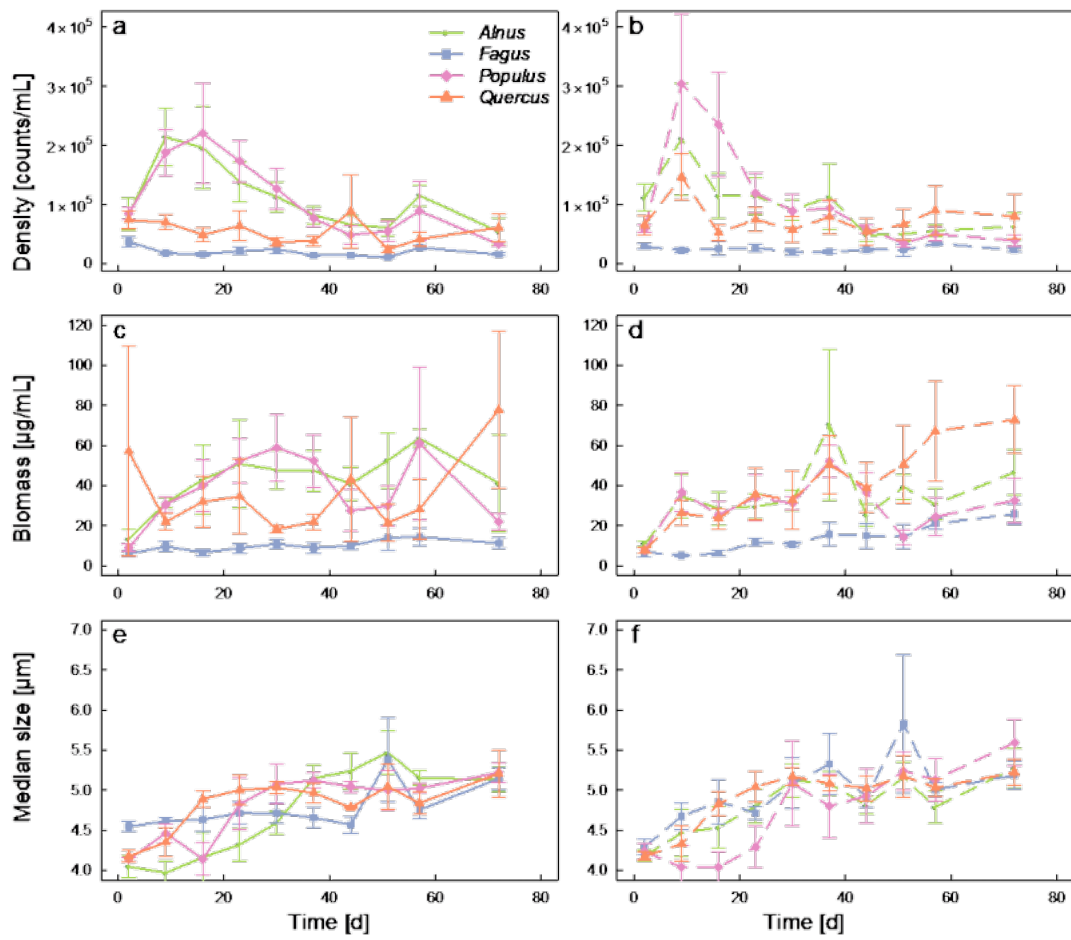 a
Alnus
Fagus
Populus
Quercus
b
4 × 10⁵
3 × 10⁵
2 × 10⁵
1 × 10⁵
0
4 × 10⁵
3 × 10⁵
2 × 10⁵
1 × 10⁵
0
Density [counts/mL]
0 20 40 60 80
0 20 40 60 80
c
d
120
100
80
60
40
20
0
120
100
80
60
40
20
0
Biomass [µg/mL]
0 20 40 60 80
0 20 40 60 80
e
f
7.0
6.5
6.0
5.5
5.0
4.5
4.0
7.0
6.5
6.0
5.5
5.0
4.5
4.0
Median size [µm]
0 20 40 60 80
0 20 40 60 80
Time [d]
Time [d]